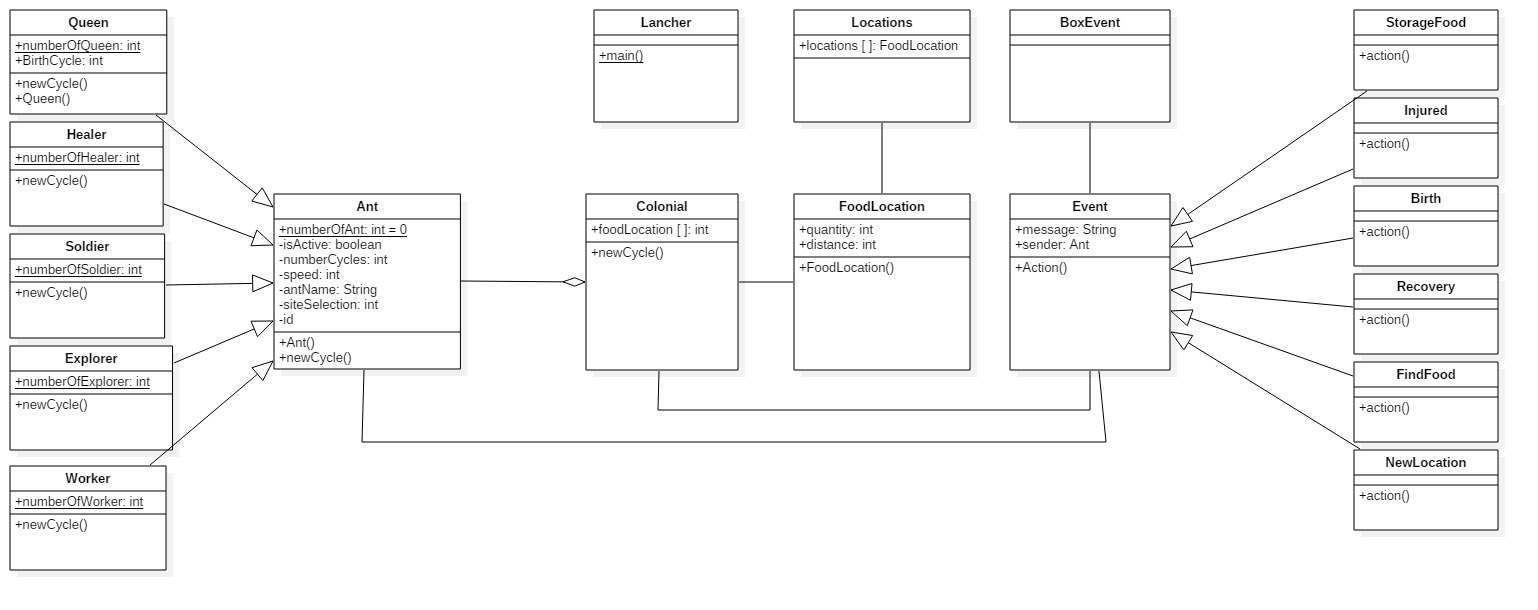 Queen
+numberOfQueen: int
+BirthCycle: int
+newCycle()
+Queen()
Healer
+numberOfHealer: int
+newCycle()
Soldier
+numberOfSoldier: int
+newCycle()
Explorer
+numberOfExplorer: int
+newCycle()
Worker
+numberOfWorker: int
+newCycle()
Ant
+numberOfAnt: int = 0
-isActive: boolean
-numberCycles: int
-speed: int
-antName: String
-siteSelection: int
-id
+Ant()
+newCycle()
Lancher
+main()
Colonial
+foodLocation [ ]: int
+newCycle()
Locations
+locations [ ]: FoodLocation
FoodLocation
+quantity: int
+distance: int
+FoodLocation()
BoxEvent
Event
+message: String
+sender: Ant
+Action()
StorageFood
+action()
Injured
+action()
Birth
+action()
Recovery
+action()
FindFood
+action()
NewLocation
+action()